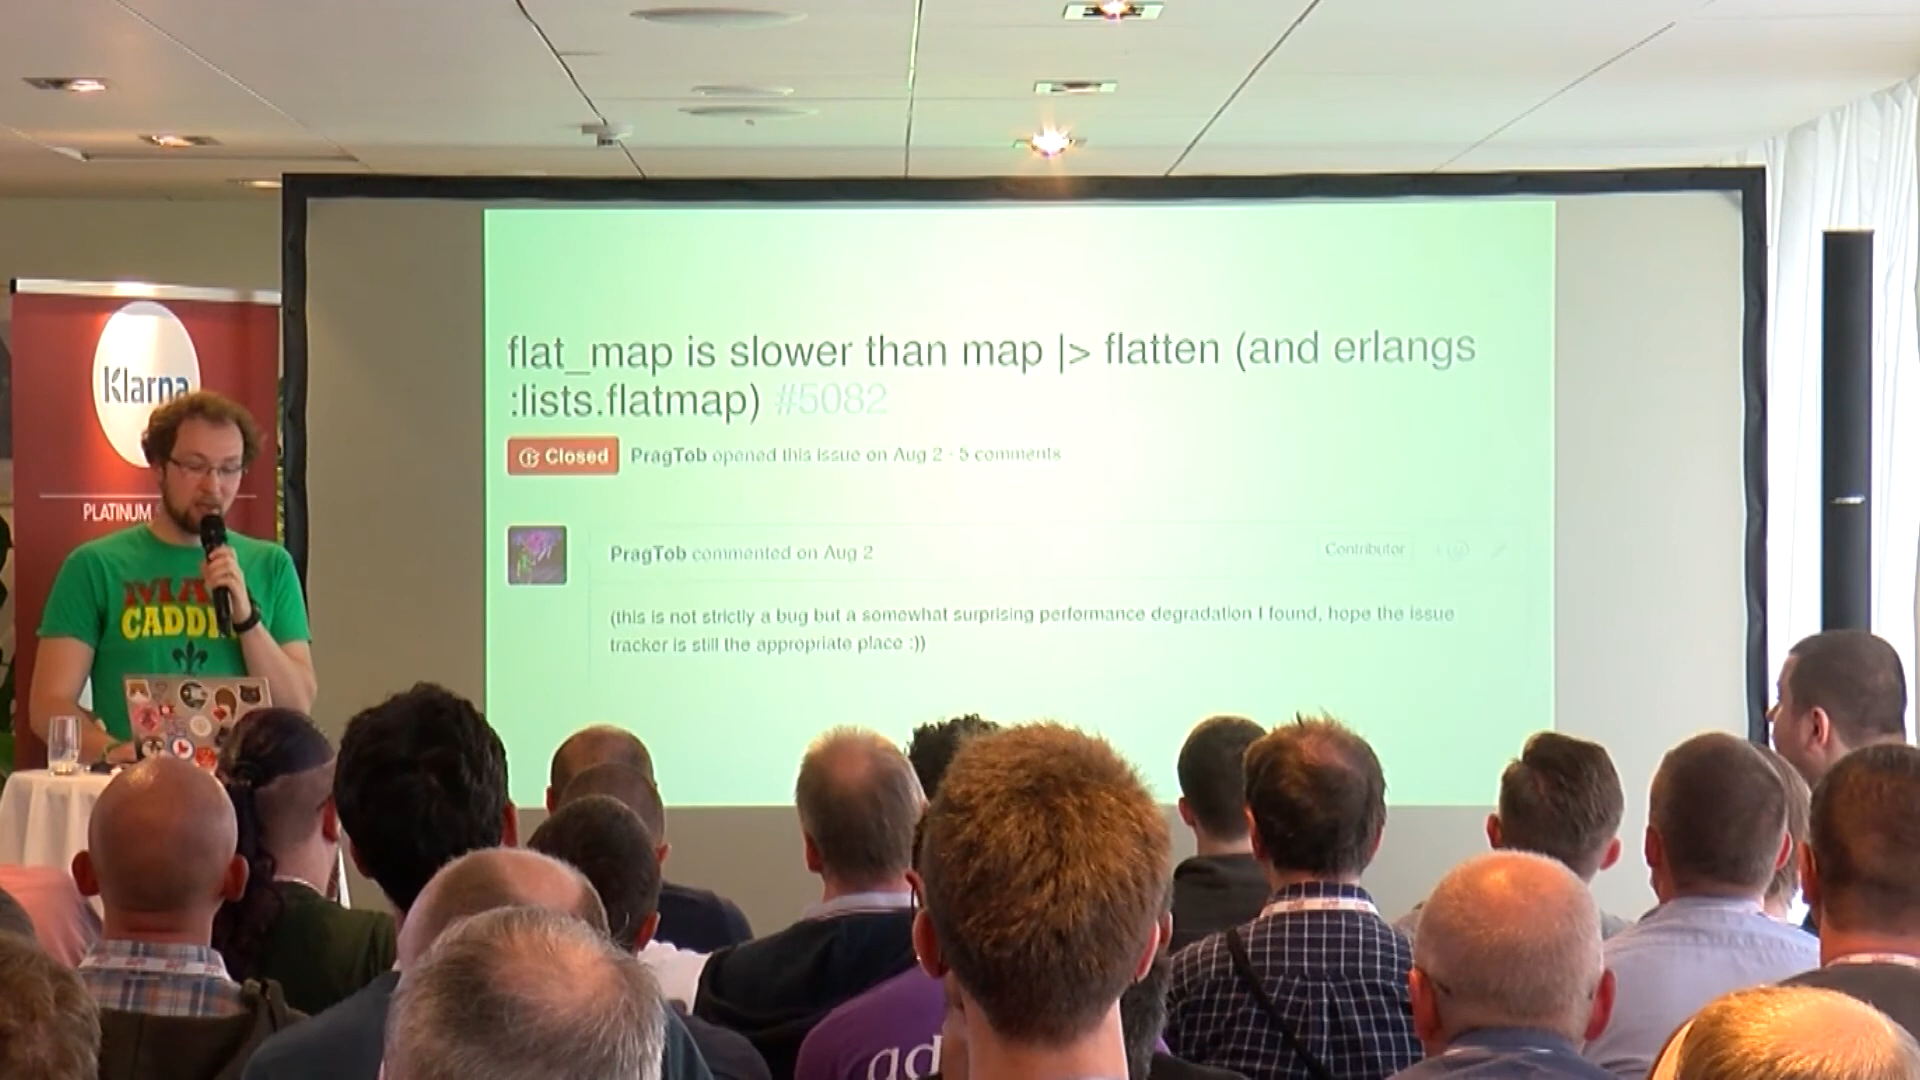 flat_map is slower than map |> flatten (and erlangs
:lists.flatmap) #5082
Closed
PragTob opened this issue on Aug 2 · 5 comments
PragTob commented on Aug 2
Contributor
(this is not strictly a bug but a somewhat surprising performance degradation I found, hope the issue
tracker is still the appropriate place :))
Klarna
PLATINUM
CADDI
ad